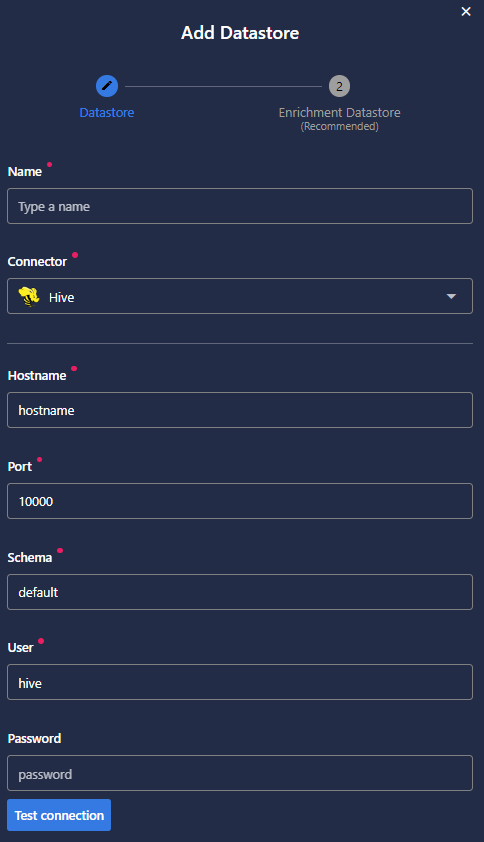 Add Datastore
2
Datastore
Enrichment Datastore
(Recommended)
Name
Type a name
Connector
Hive
Hostname
hostname
Port
10000
Schema
default
User
hive
Password
password
Test connection